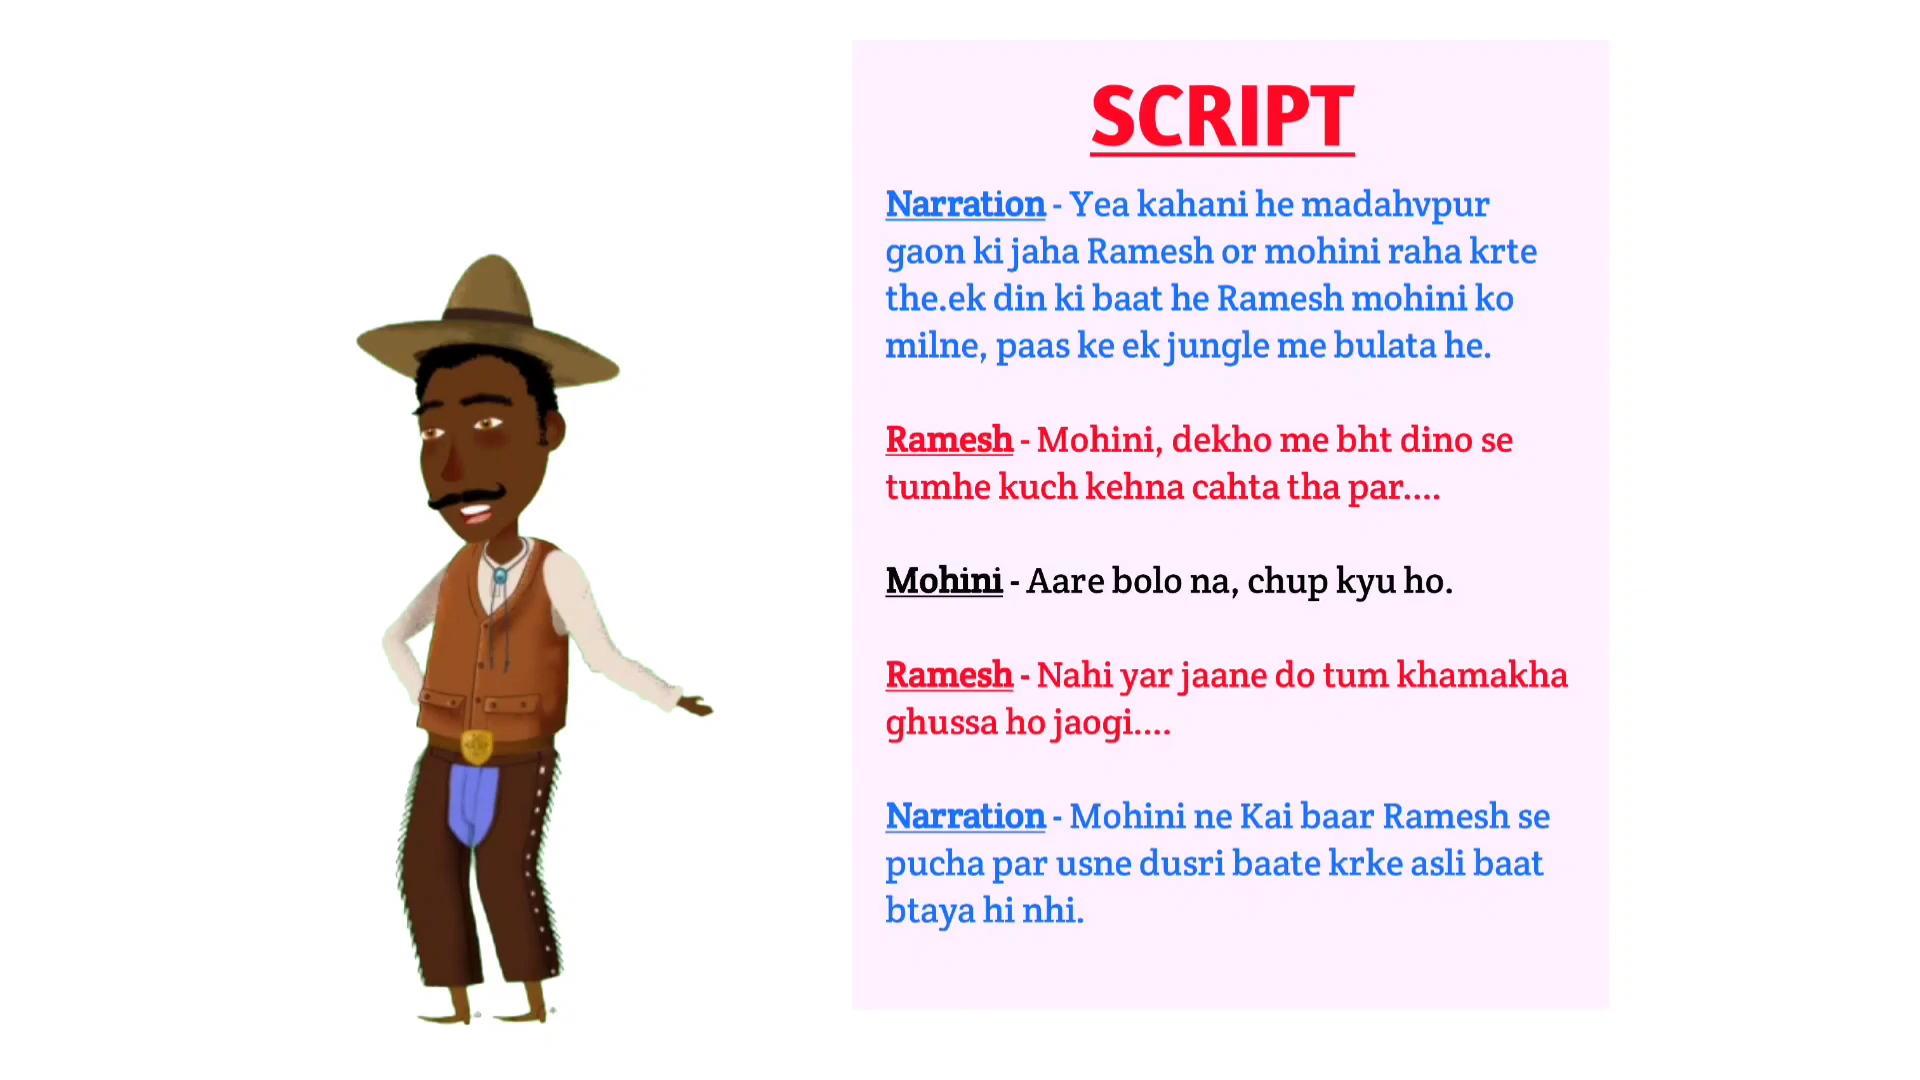 SCRIPT
Narration - Yea kahani he madahvpur
gaon ki jaha Ramesh or mohini raha krte
the.ek din ki baat he Ramesh mohini ko
milne, paas ke ek jungle me bulata he.
Ramesh - Mohini, dekho me bht dino se
tumhe kuch kehna cahta tha par....
Mohini - Aare bolo na, chup kyu ho.
Ramesh - Nahi yar jaane do tum khamakha
ghussa ho jaogi....
Narration - Mohini ne Kai baar Ramesh se
pucha par usne dusri baate krke asli baat
btaya hi nhi.